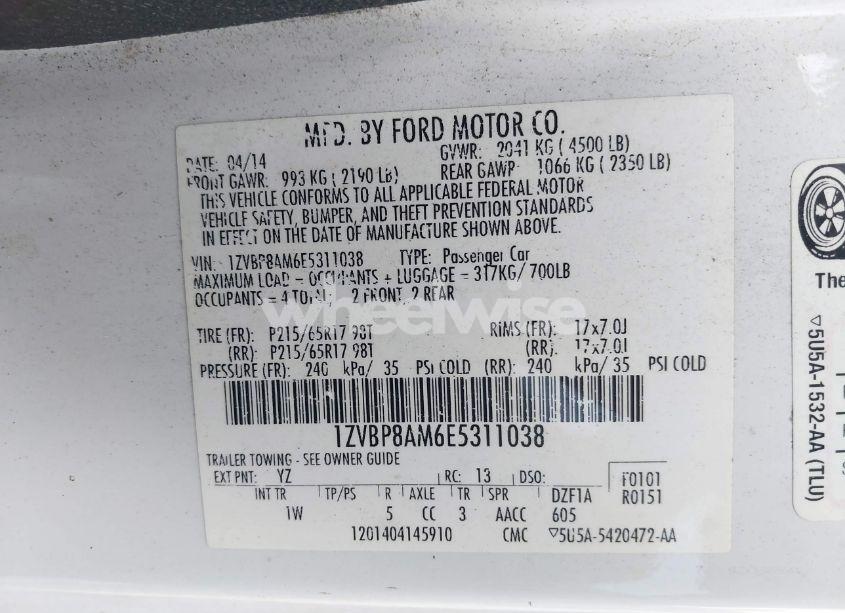 MFD. BY FORD MOTOR CO.
DATE: 04/14 GVWR: 2041 KG ( 4500 LB)
FRONT GAWR: 993 KG ( 2190 LB) REAR GAWR: 1066 KG ( 2350 LB)
THIS VEHICLE CONFORMS TO ALL APPLICABLE FEDERAL MOTOR
VEHICLE SAFETY, BUMPER, AND THEFT PREVENTION STANDARDS
IN EFFECT ON THE DATE OF MANUFACTURE SHOWN ABOVE.
VIN: 1ZVBP8AM6E5311038 TYPE: Passenger Car
MAXIMUM LOAD = OCCUPANTS + LUGGAGE = 317KG/ 700LB
OCCUPANTS = 4 TOTAL, 2 FRONT, 2 REAR
wheelwise
TIRE (FR): P215/65R17 98T RIMS (FR): 17x7.0J
(RR): P215/65R17 98T (RR): 17x7.0J
PRESSURE (FR): 240 kPa/ 35 PSI COLD (RR): 240 kPa/ 35 PSI COLD
1ZVBP8AM6E5311038
TRAILER TOWING - SEE OWNER GUIDE
EXT PNT: YZ RC: 13 DSO: F0101
R0151
INT TR TP/PS R AXLE TR SPR DZF1A
1W 5 CC 3 AACC 605
1201404145910 CMC ▽5U5A-5420472-AA
The
▽5U5A-1532-AA (TLU)